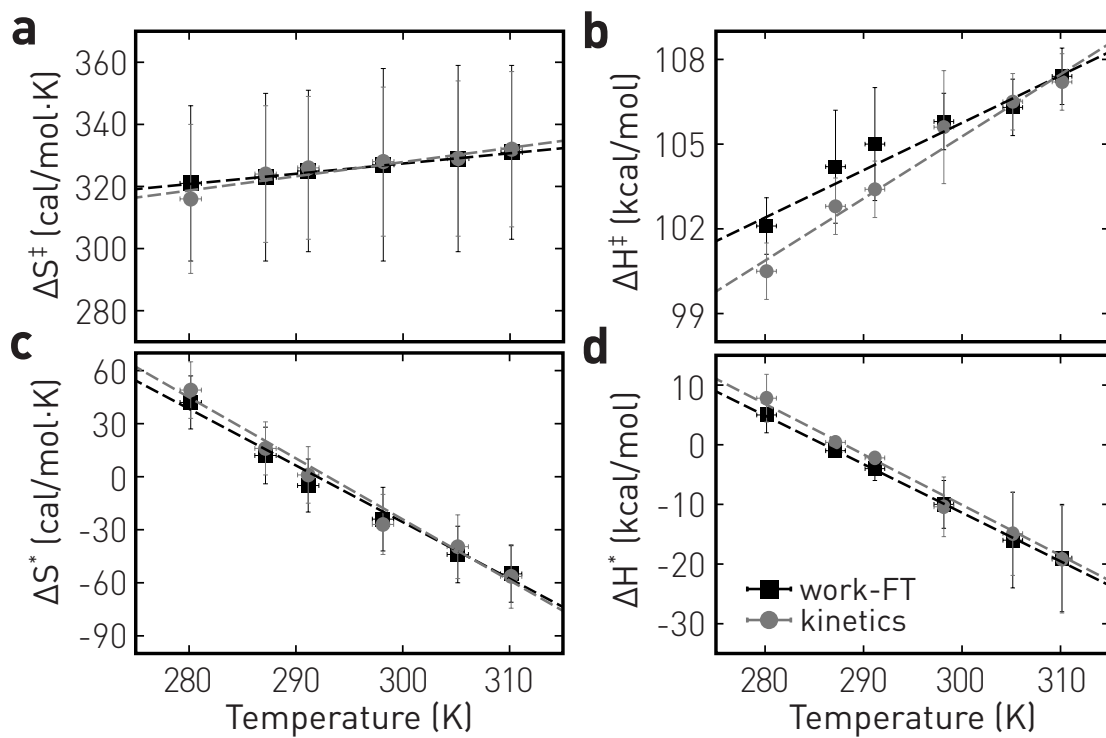 a
ΔS‡ (cal/mol·K)
360
340
320
300
280
b
ΔH‡ (kcal/mol)
108
105
102
99
c
ΔS* (cal/mol·K)
60
30
0
-30
-60
-90
280 290 300 310
Temperature (K)
d
ΔH* (kcal/mol)
10
0
-10
-20
-30
work-FT
kinetics
280 290 300 310
Temperature (K)